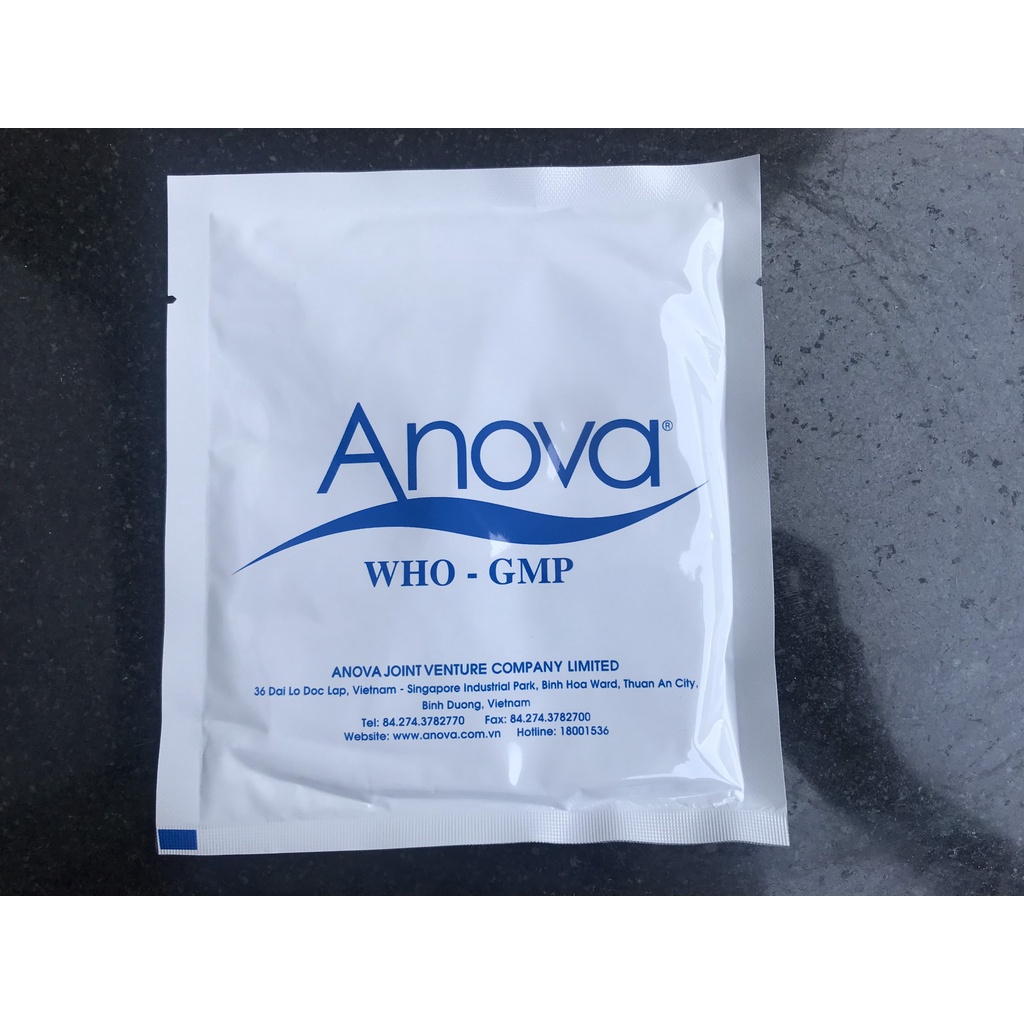 Anova®
WHO - GMP
ANOVA JOINT VENTURE COMPANY LIMITED
36 Dai Lo Doc Lap, Vietnam - Singapore Industrial Park, Binh Hoa Ward, Thuan An City,
Binh Duong, Vietnam
Tel: 84.274.3782770 Fax: 84.274.3782700
Website: www.anova.com.vn Hotline: 18001536